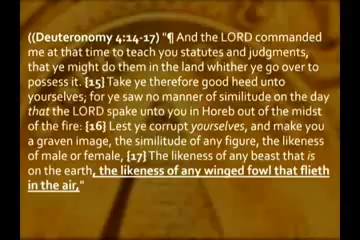 ((Deuteronomy 4:14-17) "¶ And the LORD commanded
me at that time to teach you statutes and judgments,
that ye might do them in the land whither ye go over to
possess it. {15} Take ye therefore good heed unto
yourselves; for ye saw no manner of similitude on the day
that the LORD spake unto you in Horeb out of the midst
of the fire: {16} Lest ye corrupt yourselves, and make you
a graven image, the similitude of any figure, the likeness
of male or female, {17} The likeness of any beast that is
on the earth, the likeness of any winged fowl that flieth
in the air,"